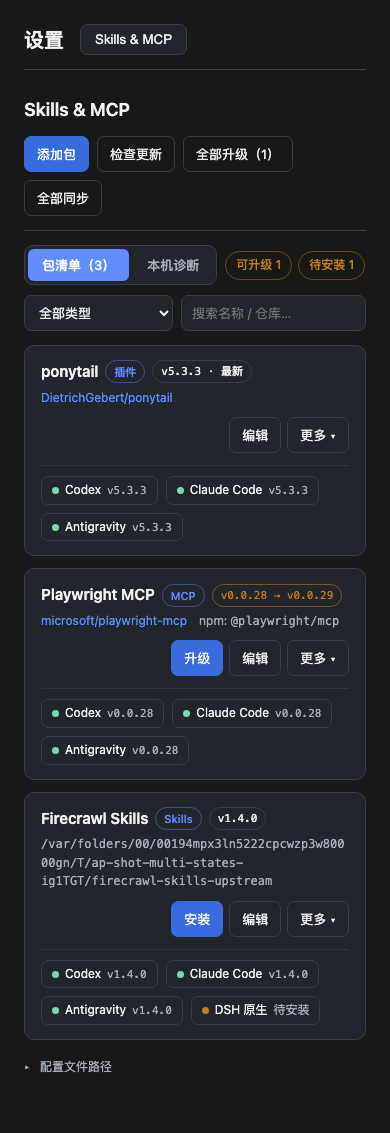 设置 Skills & MCP
Skills & MCP
添加包 检查更新 全部升级（1）
全部同步
包清单（3） 本机诊断 可升级 1 待安装 1
全部类型 搜索名称 / 仓库...
ponytail 插件 v5.3.3 · 最新
DietrichGebert/ponytail
编辑 更多 ▾
Codex v5.3.3 Claude Code v5.3.3
Antigravity v5.3.3
Playwright MCP MCP v0.0.28 → v0.0.29
microsoft/playwright-mcp npm: @playwright/mcp
升级 编辑 更多 ▾
Codex v0.0.28 Claude Code v0.0.28
Antigravity v0.0.28
Firecrawl Skills Skills v1.4.0
/var/folders/00/00194mpx3ln5222cpcwzp3w800
00gn/T/ap-shot-multi-states-
ig1TGT/firecrawl-skills-upstream
安装 编辑 更多 ▾
Codex v1.4.0 Claude Code v1.4.0
Antigravity v1.4.0 DSH 原生 待安装
▸ 配置文件路径